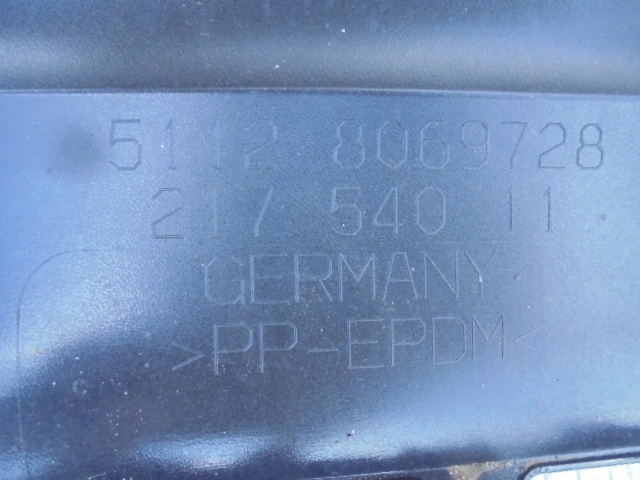 5112 8069728
217 540 11
GERMANY
>PP-EPDM<